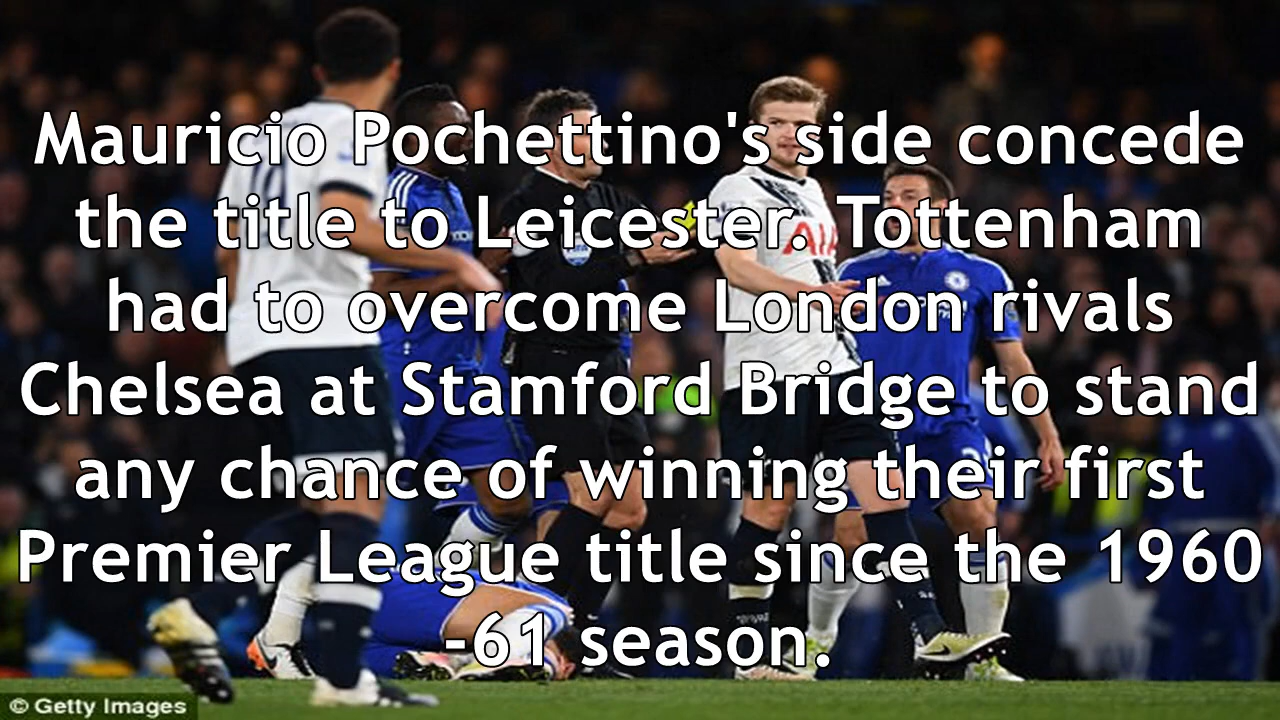 Mauricio Pochettino's side concede
the title to Leicester. Tottenham
had to overcome London rivals
Chelsea at Stamford Bridge to stand
any chance of winning their first
Premier League title since the 1960
-61 season.
© Getty Images